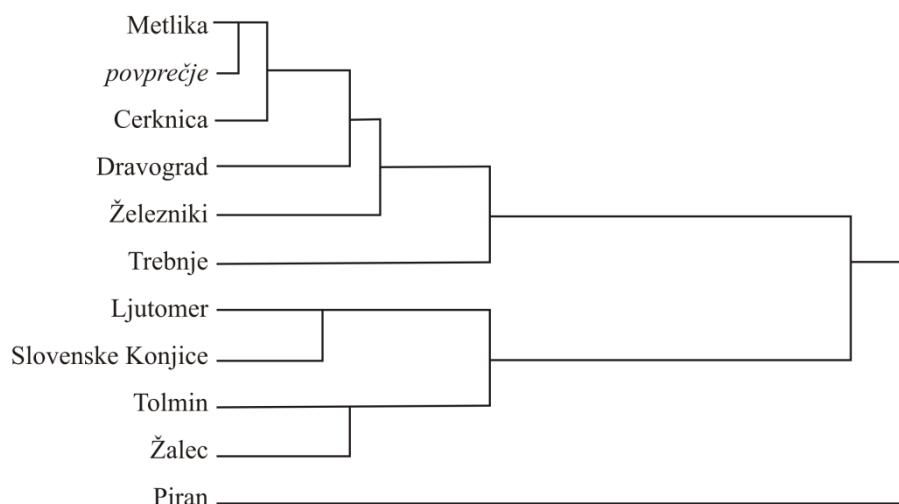 Metlika
povprečje
Cerknica
Dravograd
Železniki
Trebnje
Ljutomer
Slovenske Konjice
Tolmin
Žalec
Piran